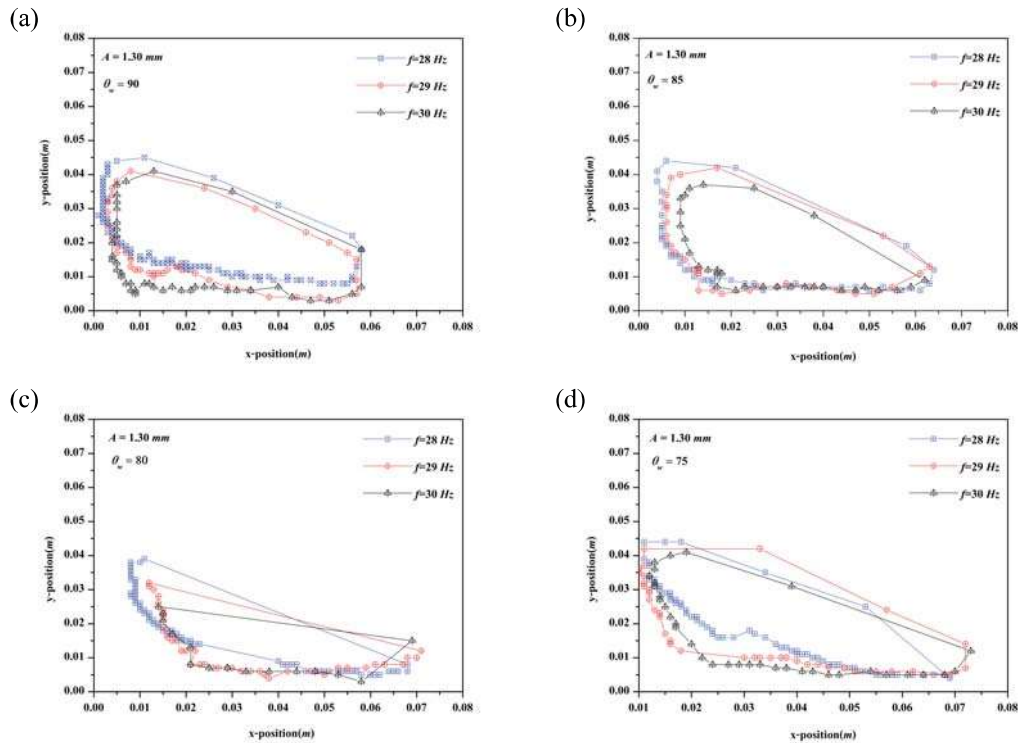 (a)
A = 1.30 mm
θw = 90
f=28 Hz
f=29 Hz
f=30 Hz
0.08
0.07
0.06
0.05
0.04
0.03
0.02
0.01
0.00
y-position(m)
0.00 0.01 0.02 0.03 0.04 0.05 0.06 0.07 0.08
x-position(m)
(b)
A = 1.30 mm
θw = 85
f=28 Hz
f=29 Hz
f=30 Hz
0.08
0.07
0.06
0.05
0.04
0.03
0.02
0.01
0.00
y-position(m)
0.00 0.01 0.02 0.03 0.04 0.05 0.06 0.07 0.08
x-position(m)
(c)
A = 1.30 mm
θw = 80
f=28 Hz
f=29 Hz
f=30 Hz
0.08
0.07
0.06
0.05
0.04
0.03
0.02
0.01
0.00
y-position(m)
0.00 0.01 0.02 0.03 0.04 0.05 0.06 0.07 0.08
x-position(m)
(d)
A = 1.30 mm
θw = 75
f=28 Hz
f=29 Hz
f=30 Hz
0.08
0.07
0.06
0.05
0.04
0.03
0.02
0.01
0.00
y-position(m)
0.01 0.02 0.03 0.04 0.05 0.06 0.07 0.08
x-position(m)